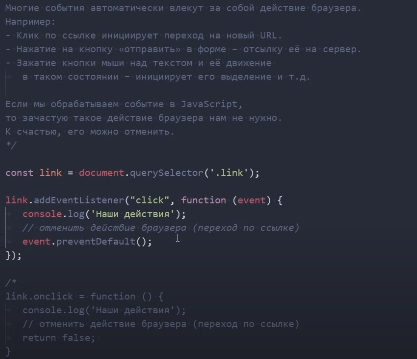 Многие события автоматически влекут за собой действие браузера.
Например:
- Клик по ссылке инициирует переход на новый URL.
- Нажатие на кнопку «отправить» в форме – отсылку её на сервер.
- Зажатие кнопки мыши над текстом и её движение
в таком состоянии – инициирует его выделение и т.д.
Если мы обрабатываем событие в JavaScript,
то зачастую такое действие браузера нам не нужно.
К счастью, его можно отменить.
*/
const link = document.querySelector('.link');
link.addEventListener("click", function (event) {
console.log('Наши действия');
// отменить действие браузера (переход по ссылке)
event.preventDefault();
});
/*
link.onclick = function () {
console.log('Наши действия');
// отменить действие браузера (переход по ссылке)
return false;
}